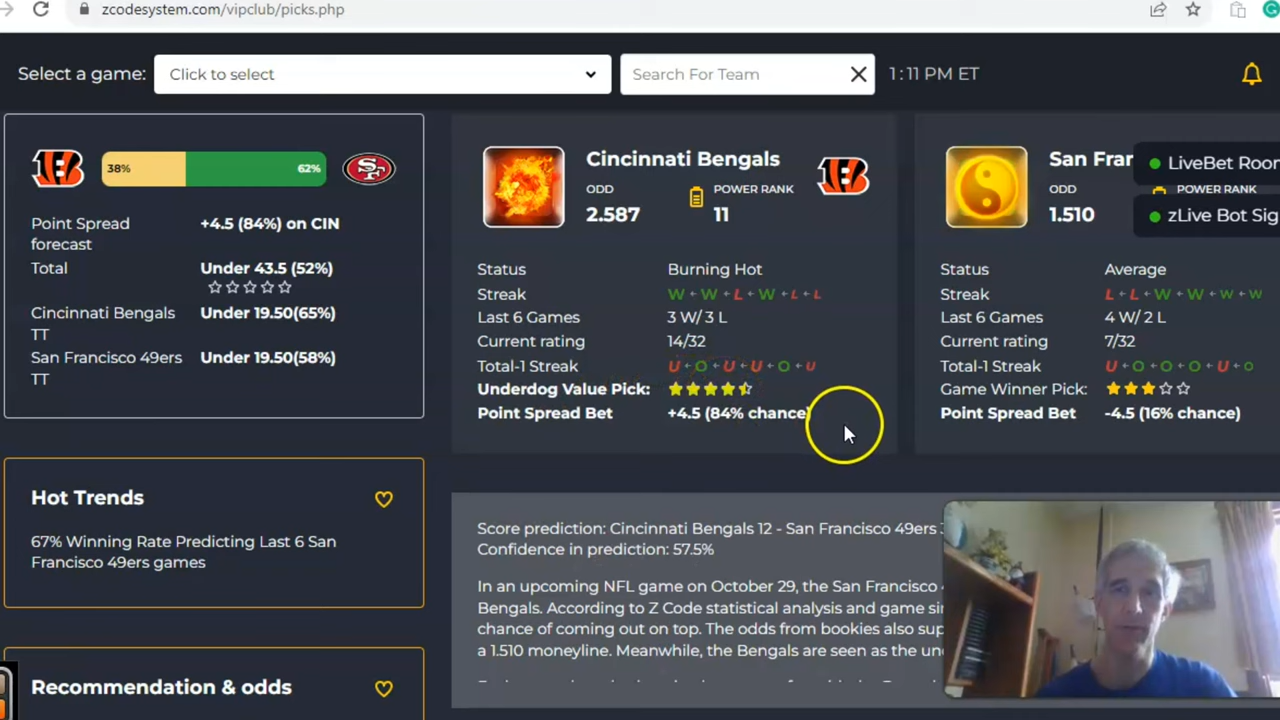 zcodesystem.com/vipclub/picks.php
Select a game: Click to select Search For Team 1:11 PM ET
38% 62%
Point Spread forecast +4.5 (84%) on CIN
Total Under 43.5 (52%)
Cincinnati Bengals TT Under 19.50(65%)
San Francisco 49ers TT Under 19.50(58%)
Hot Trends
67% Winning Rate Predicting Last 6 San
Francisco 49ers games
Recommendation & odds
Cincinnati Bengals
ODD POWER RANK
2.587 11
Status Burning Hot
Streak W W L W L L
Last 6 Games 3 W/ 3 L
Current rating 14/32
Total-1 Streak U O U U O U
Underdog Value Pick:
Point Spread Bet +4.5 (84% chance)
San Fran
ODD POWER RANK
1.510
LiveBet Room
zLive Bot Sig
Status Average
Streak L L W W W W
Last 6 Games 4 W/ 2 L
Current rating 7/32
Total-1 Streak U O O O U O
Game Winner Pick:
Point Spread Bet -4.5 (16% chance)
Score prediction: Cincinnati Bengals 12 - San Francisco 49ers
Confidence in prediction: 57.5%
In an upcoming NFL game on October 29, the San Francisco
Bengals. According to Z Code statistical analysis and game
chance of coming out on top. The odds from bookies also
a 1.510 moneyline. Meanwhile, the Bengals are seen as the